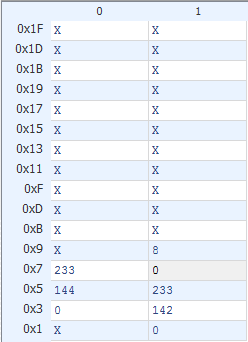 0 1
0x1F X X
0x1D X X
0x1B X X
0x19 X X
0x17 X X
0x15 X X
0x13 X X
0x11 X X
0xF X X
0xD X X
0xB X X
0x9 X 8
0x7 233 0
0x5 144 233
0x3 0 142
0x1 X 0